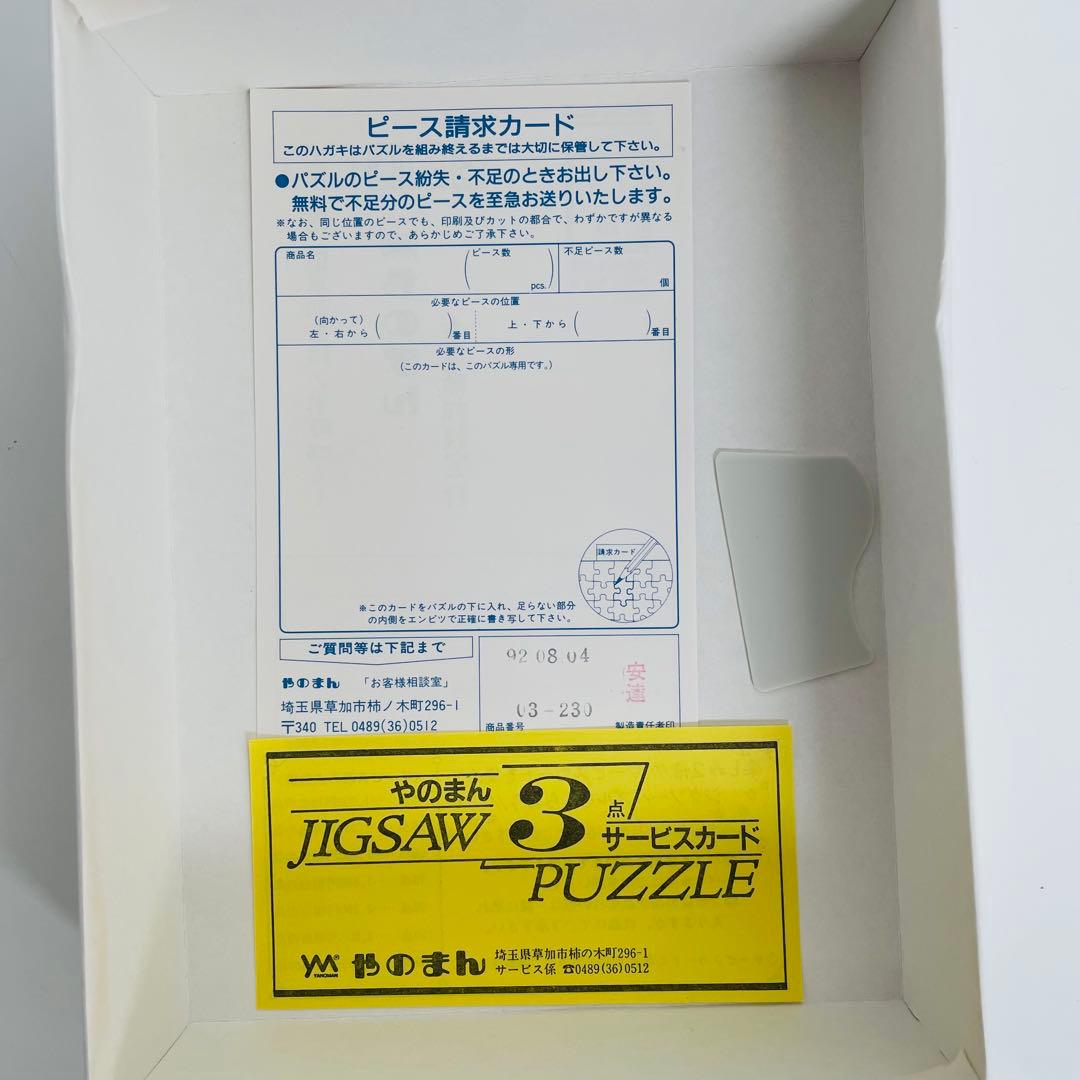 ピース請求カード
このハガキはパズルを組み終えるまでは大切に保管して下さい。
●パズルのピース紛失・不足のときお出し下さい。
無料で不足分のピースを至急お送りいたします。
※なお、同じ位置のピースでも、印刷及びカットの都合で、わずかですが異なる
場合もございますので、あらかじめご了承下さい。
商品名
ピース数
pcs.
不足ピース数
個
必要なピースの位置
(向かって)
左・右から ( )番目
上・下から ( )番目
必要なピースの形
(このカードは、このパズル専用です。)
請求カード
※このカードをパズルの下に入れ、足らない部分
の内側をエンピツで正確に書き写して下さい。
ご質問等は下記まで
やのまん 「お客様相談室」
埼玉県草加市柿ノ木町296-1
〒340 TEL 0489(36)0512
92 08.04
安達
03-230
商品番号
製造責任者印
やのまん
JIGSAW
3
点
サービスカード
PUZZLE
YM®
YANOMAN
やのまん
埼玉県草加市柿の木町296-1
サービス係 ☎0489(36)0512